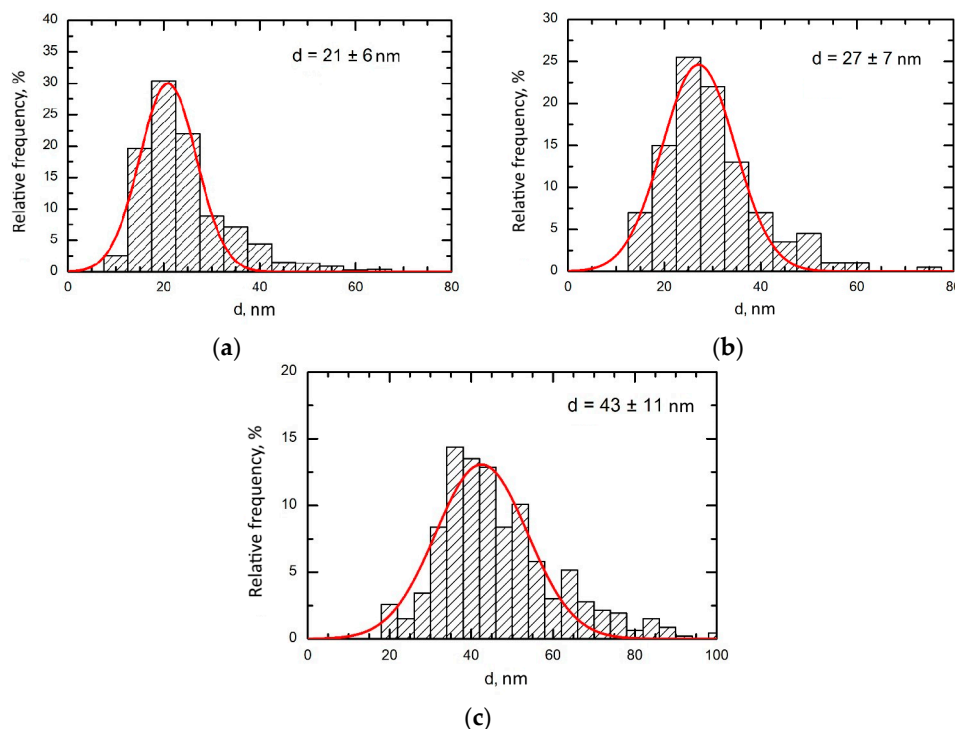 40
35
30
25
20
15
10
5
0
Relative frequency, %
d = 21 ± 6 nm
0 20 40 60 80
d, nm
(a)
30
25
20
15
10
5
0
Relative frequency, %
d = 27 ± 7 nm
0 20 40 60 80
d, nm
(b)
20
15
10
5
0
Relative frequency, %
d = 43 ± 11 nm
0 20 40 60 80 100
d, nm
(c)